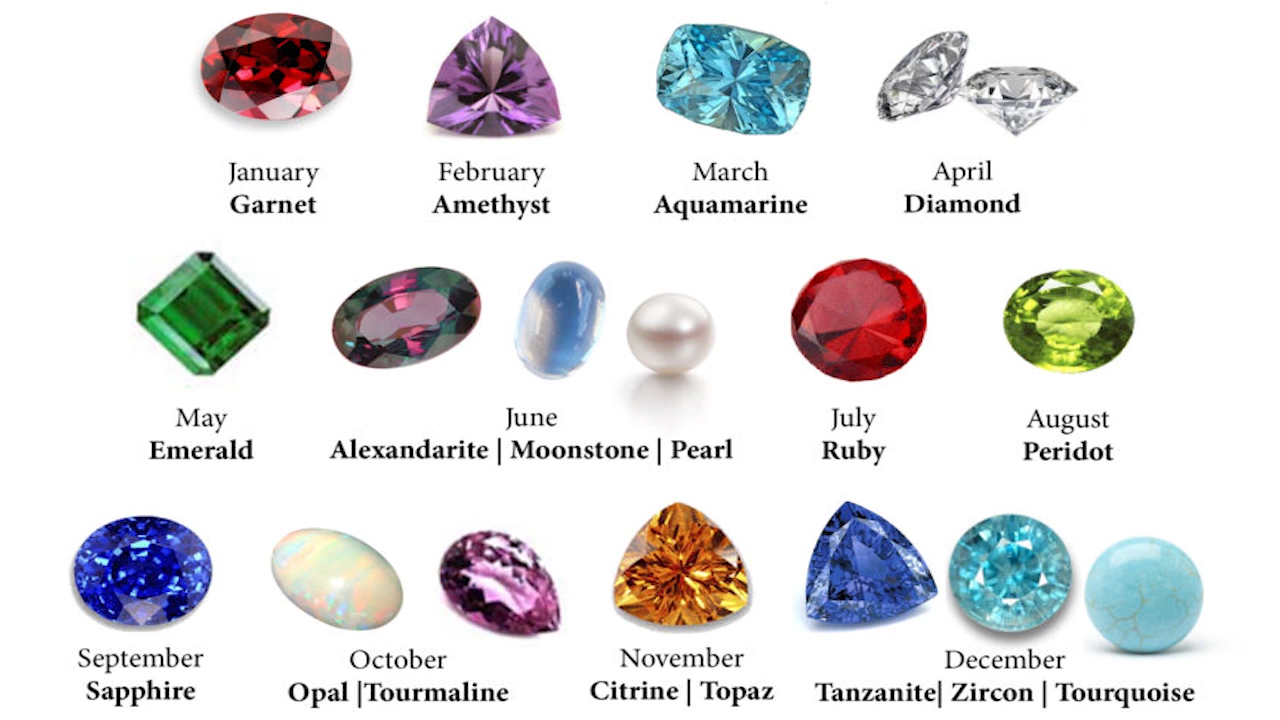 January
Garnet
February
Amethyst
March
Aquamarine
April
Diamond
May
Emerald
June
Alexandarite | Moonstone | Pearl
July
Ruby
August
Peridot
September
Sapphire
October
Opal |Tourmaline
November
Citrine | Topaz
December
Tanzanite| Zircon | Tourquoise